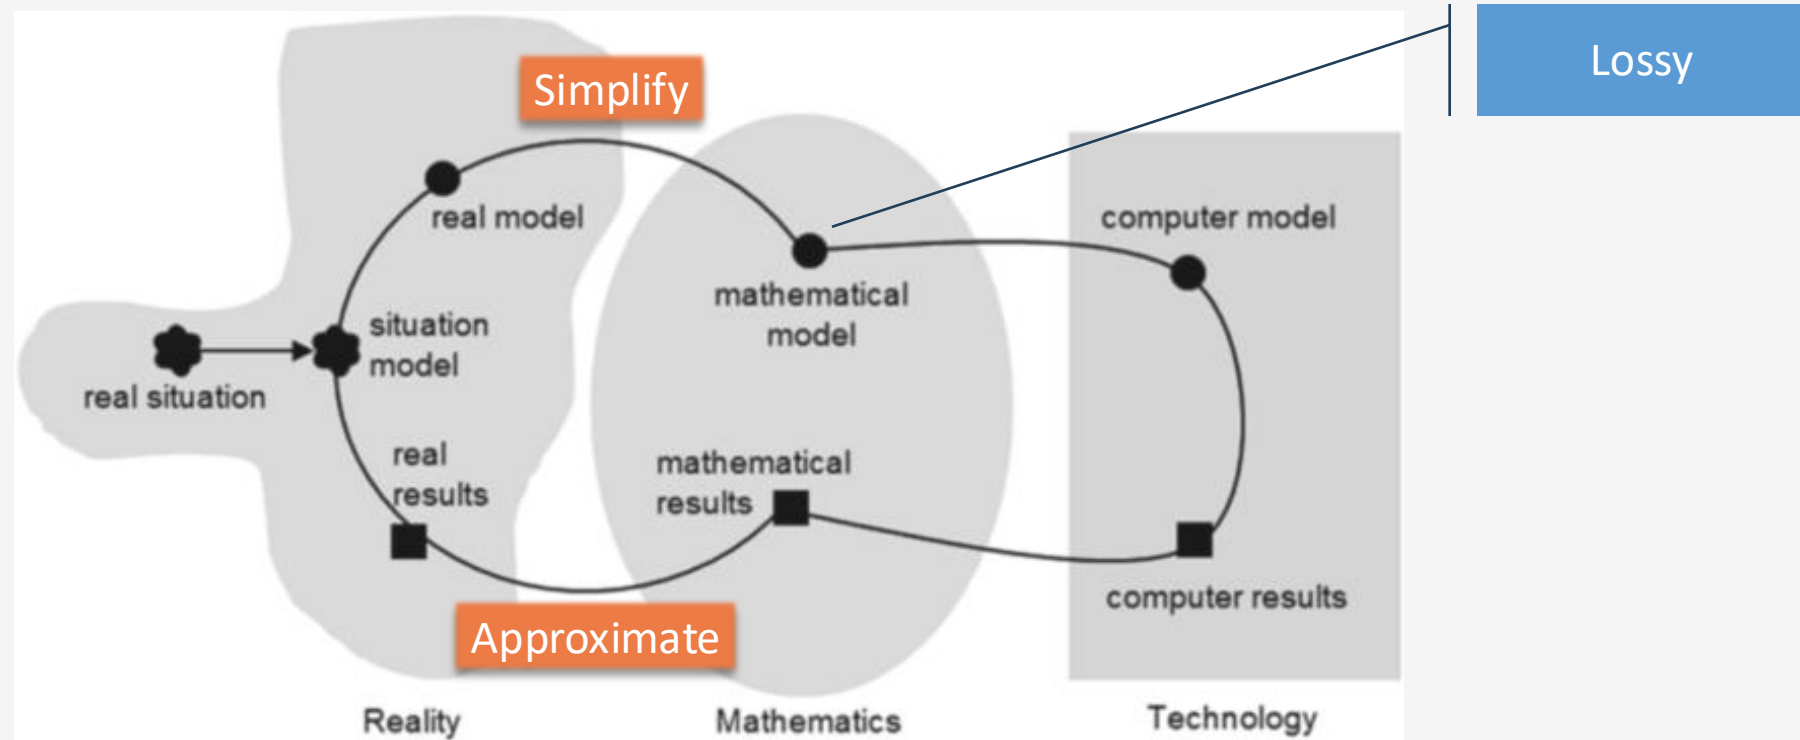 Lossy
Simplify
real model
computer model
mathematical
model
situation
model
real situation
real
results
mathematical
results
computer results
Approximate
Reality
Mathematics
Technology